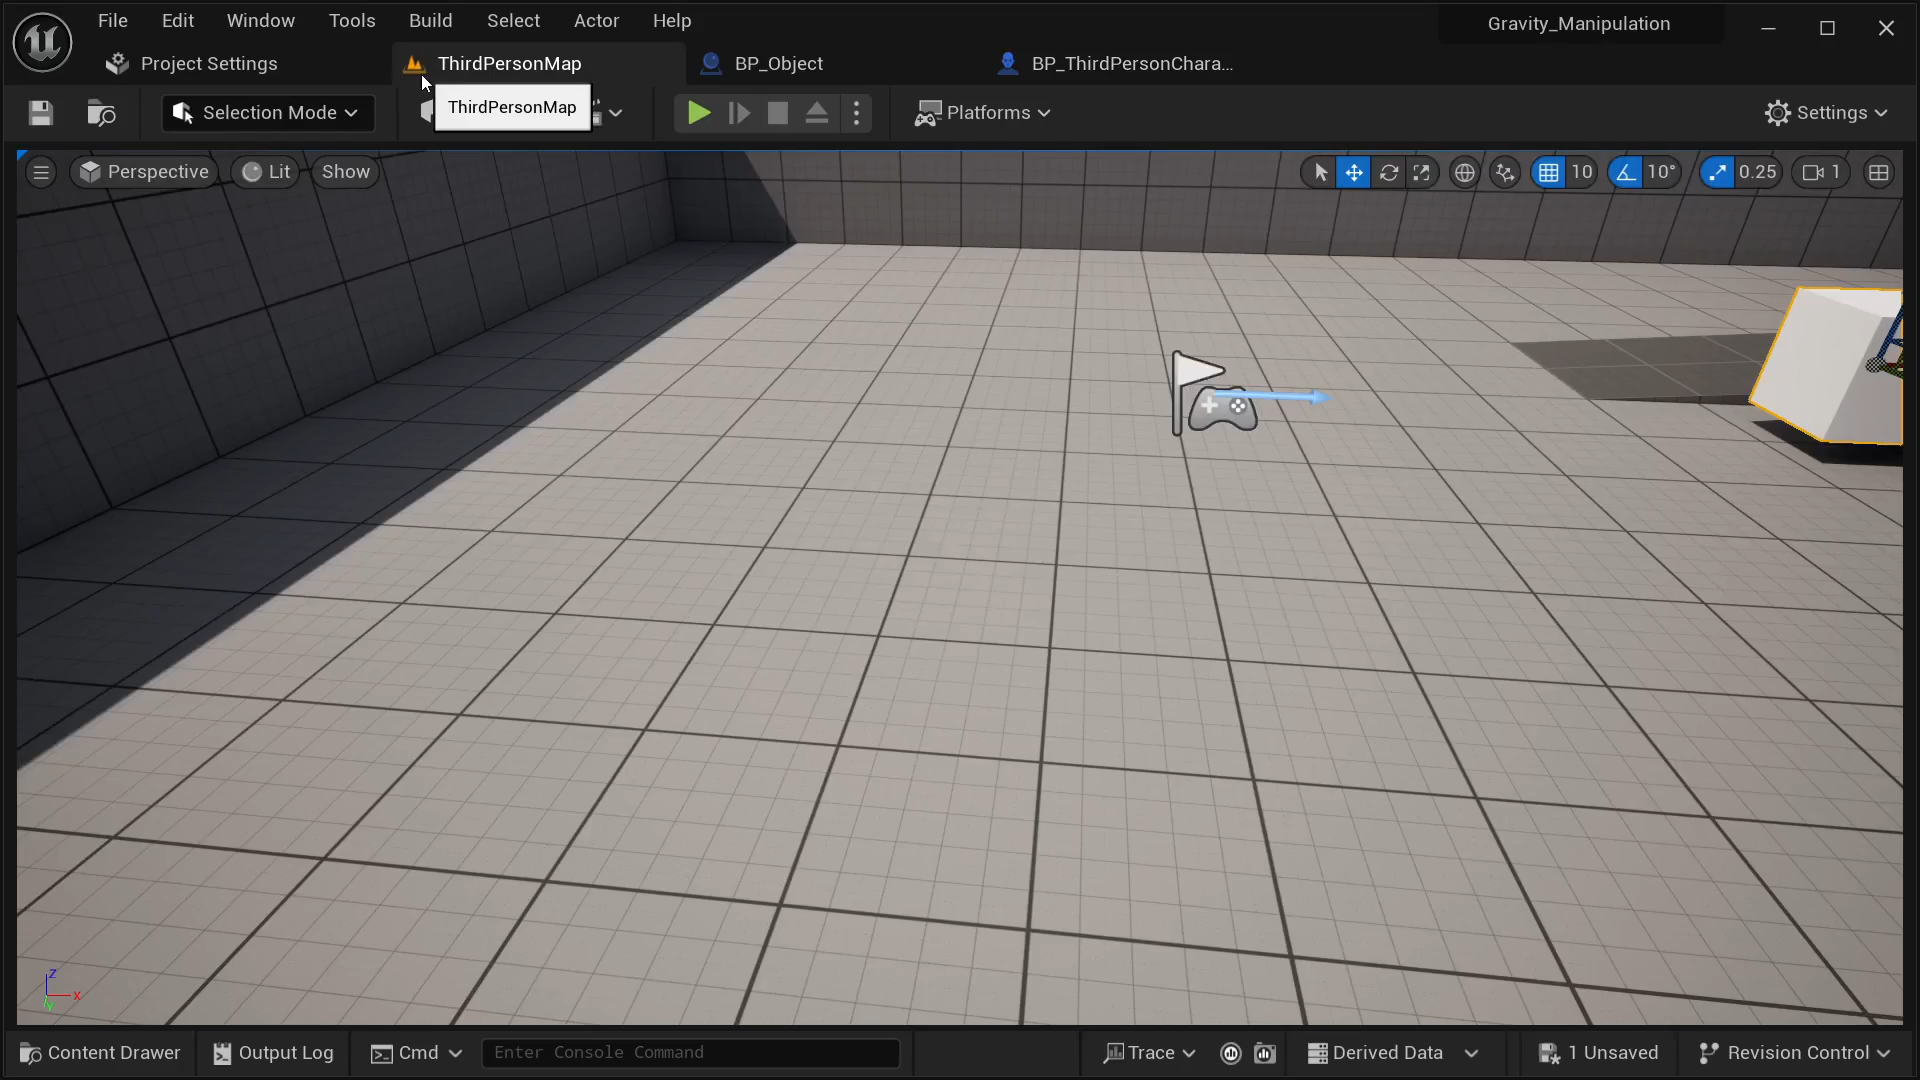 File Edit Window Tools Build Select Actor Help Gravity_Manipulation
Project Settings ThirdPersonMap BP_Object BP_ThirdPersonChara...
Selection Mode ThirdPersonMap Platforms Settings
Perspective Lit Show 10 10° 0.25 1
Z
X
Y
Content Drawer Output Log Cmd Enter Console Command Trace Derived Data 1 Unsaved Revision Control